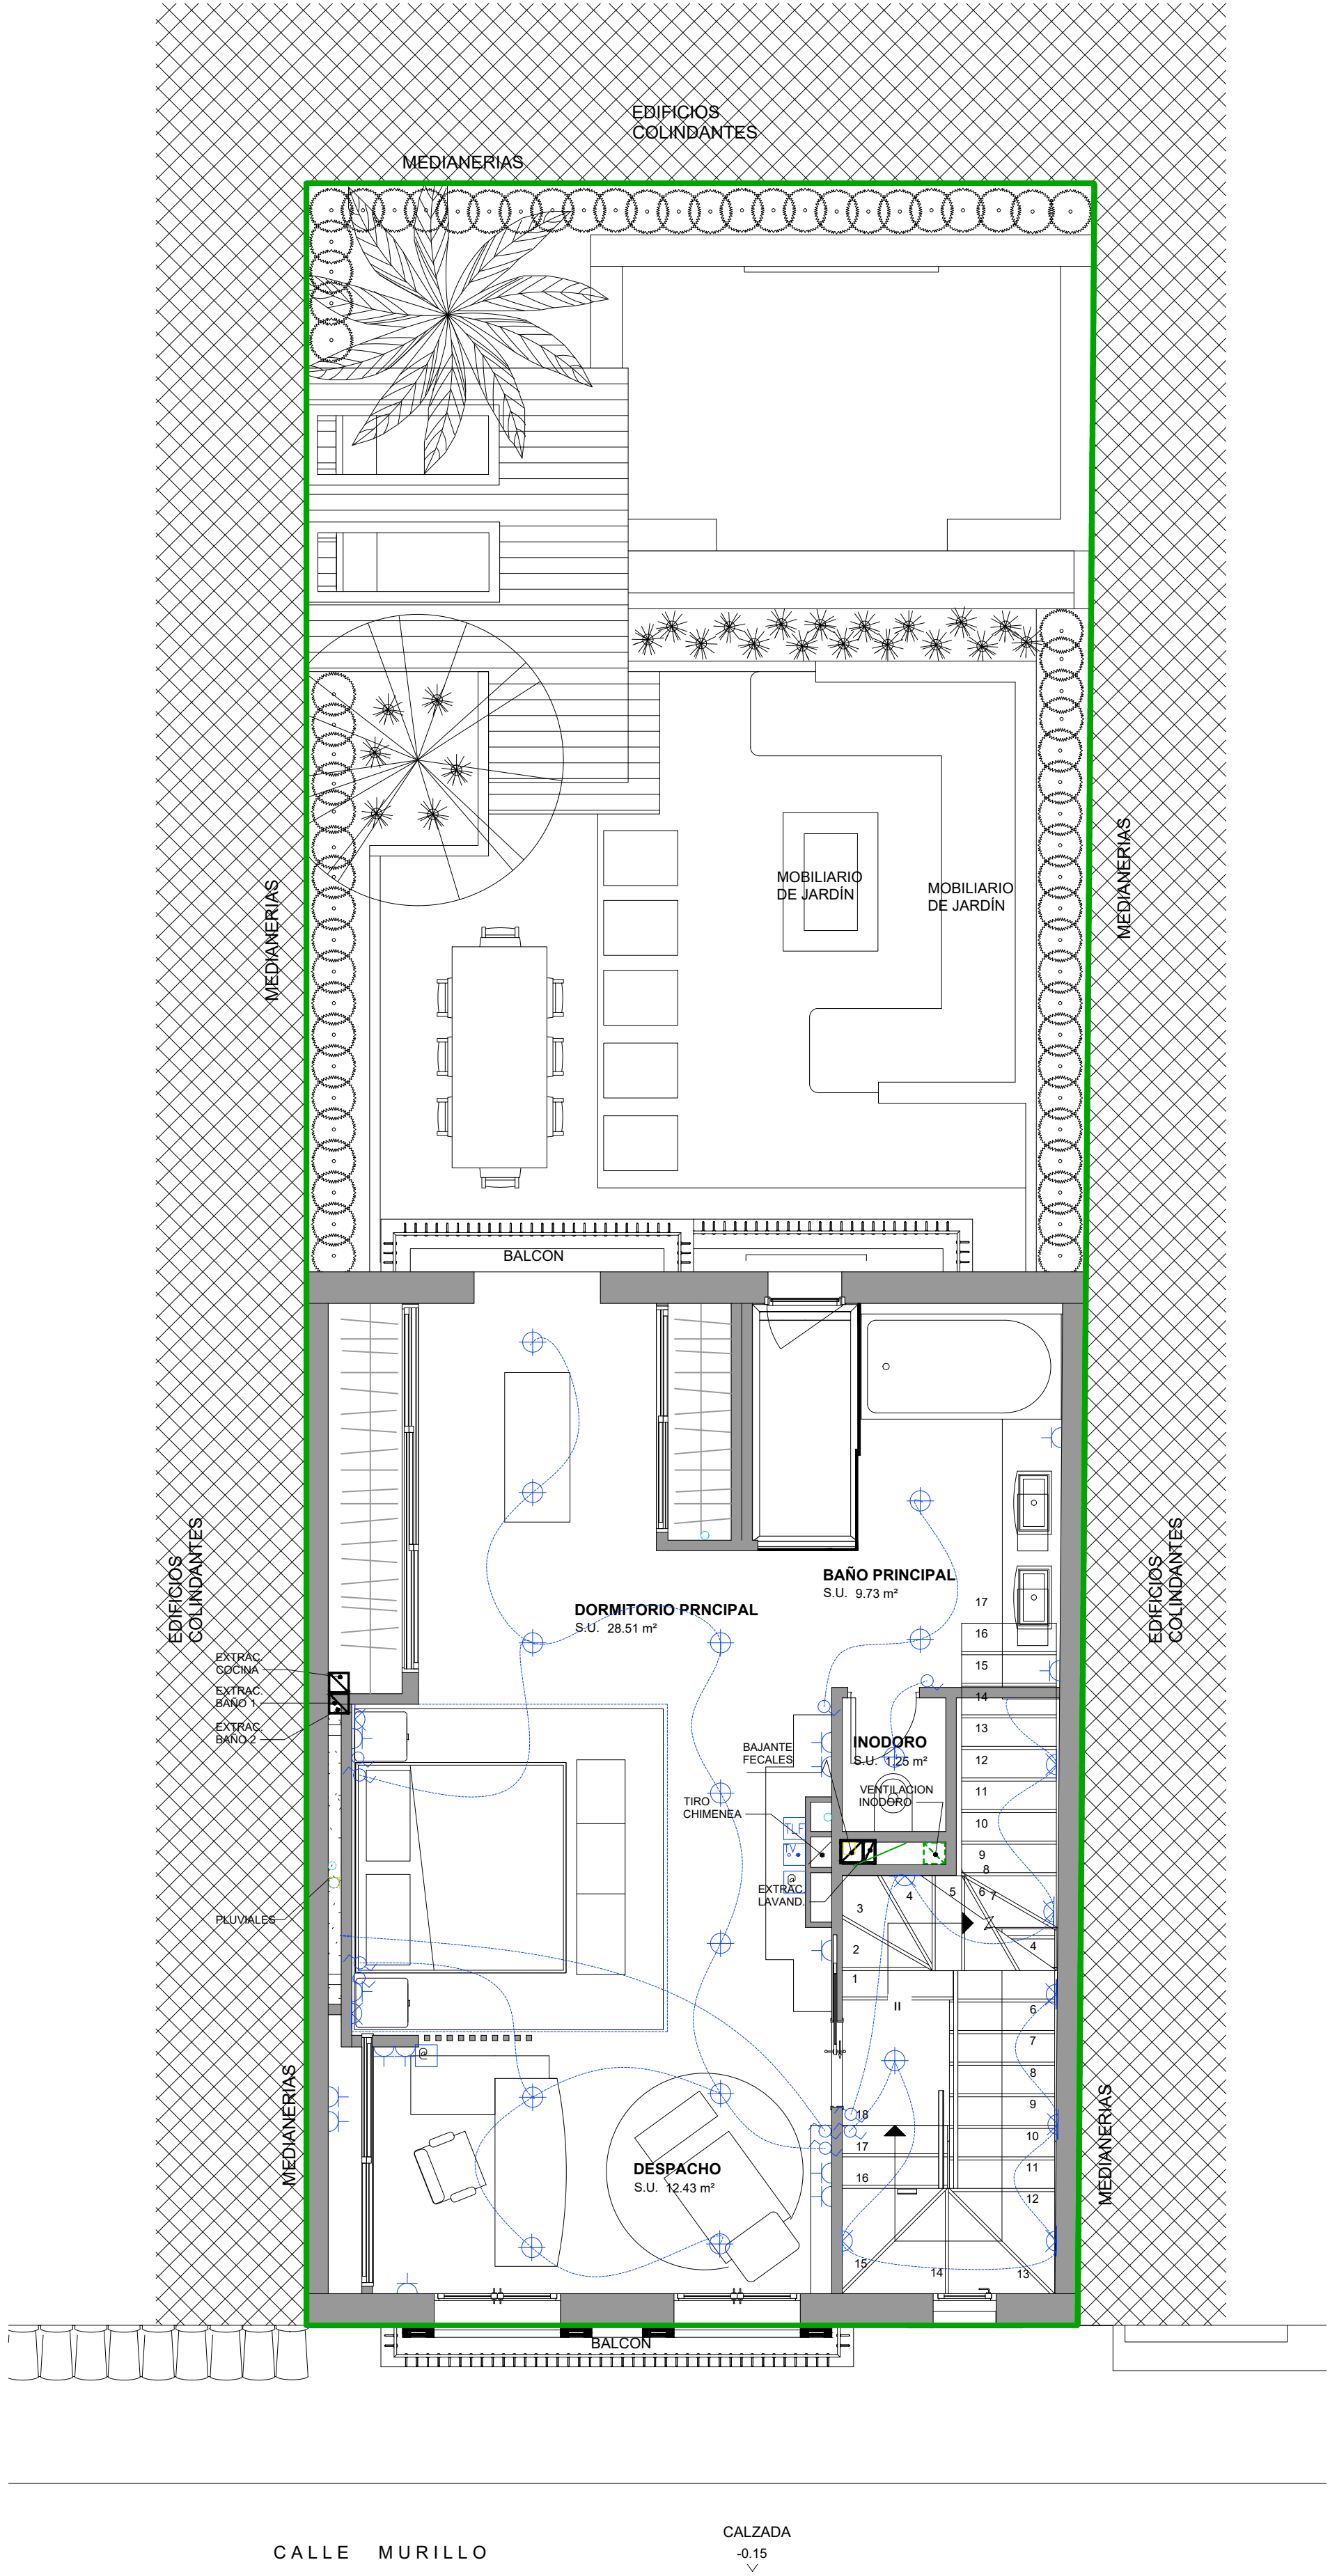 EDIFICIOS
COLINDANTES
MEDIANERIAS
MOBILIARIO
DE JARDÍN
MOBILIARIO
DE JARDÍN
MEDIANERIAS
MEDIANERIAS
BALCON
EDIFICIOS
COLINDANTES
EDIFICIOS
COLINDANTES
BAÑO PRINCIPAL
S.U. 9.73 m²
DORMITORIO PRNCIPAL
S.U. 28.51 m²
17
16
15
14
13
12
11
10
9
8
7
6
5
4
3
2
1
EXTRAC.
COCINA
EXTRAC.
BAÑO 1
EXTRAC.
BAÑO 2
BAJANTE
FECALES
INODORO
S.U. 1.25 m²
VENTILACION
INODORO
TIRO
CHIMENEA
TLF
TV
@
EXTRAC.
LAVAND.
PLUVIALES
II
4
6
7
8
9
10
11
12
13
14
15
16
17
18
@
MEDIANERIAS
MEDIANERIAS
DESPACHO
S.U. 12.43 m²
BALCON
CALLE MURILLO
CALZADA
-0.15